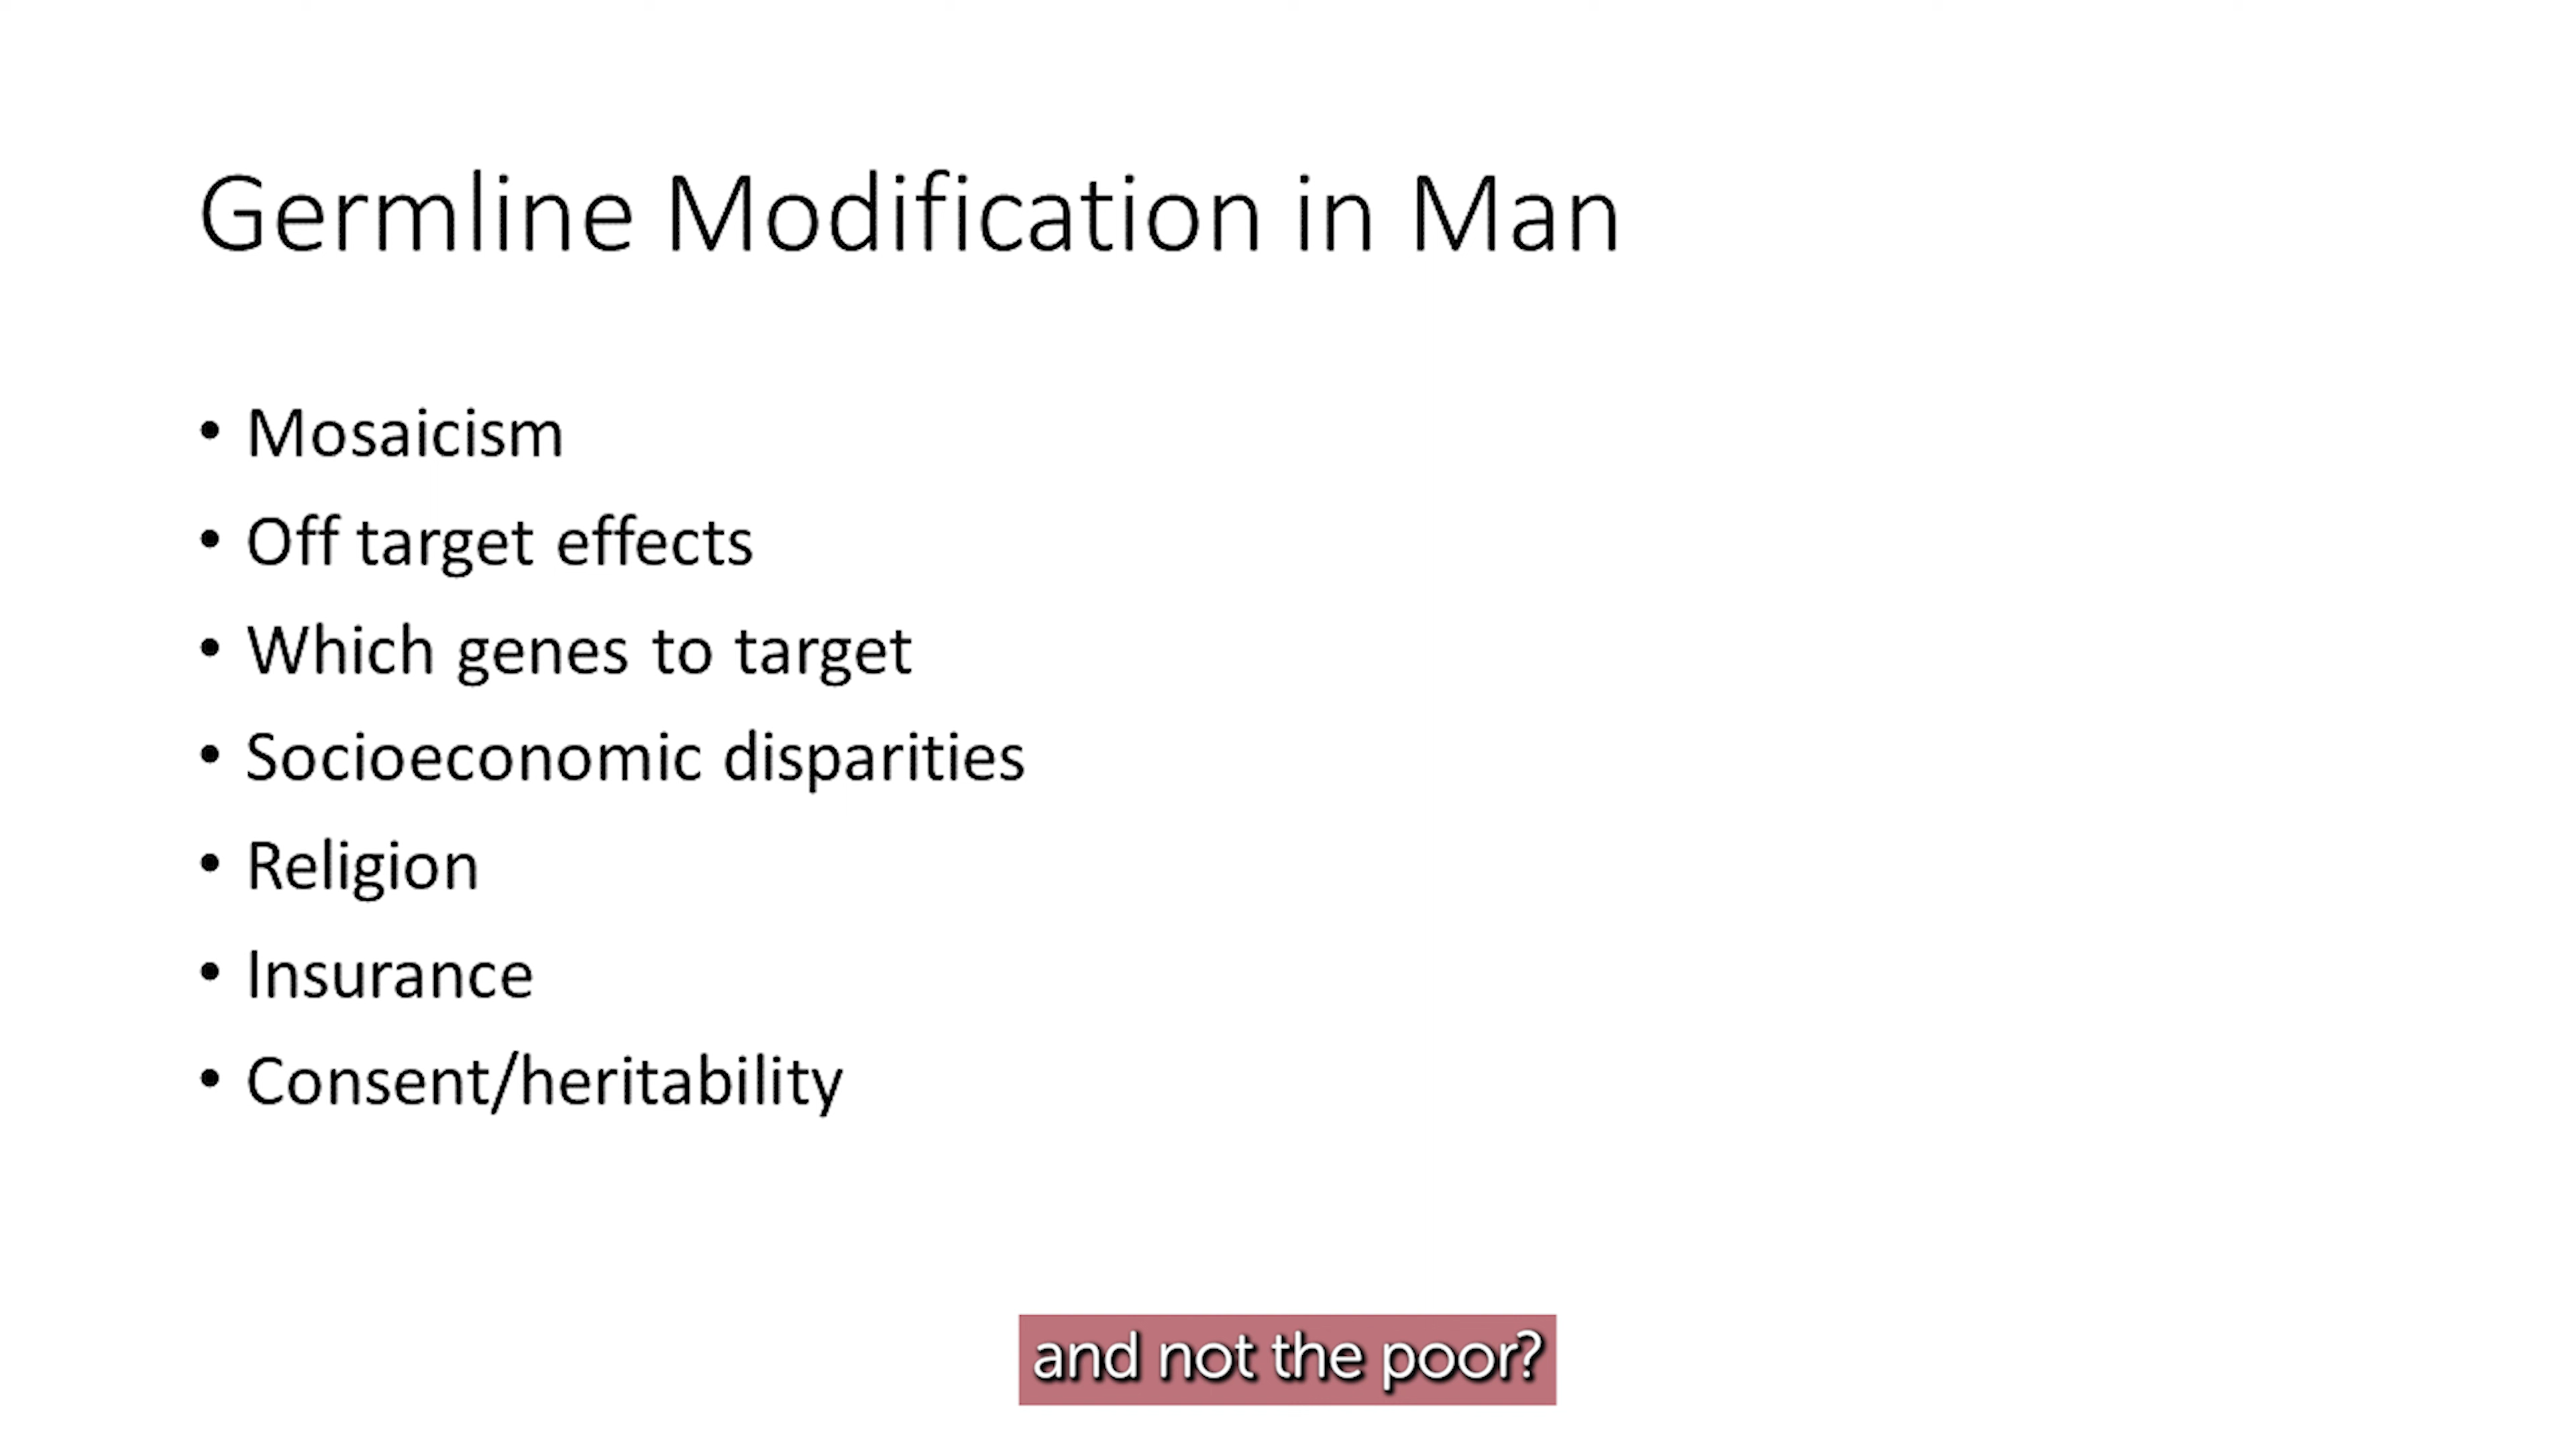 Germline Modification in Man
• Mosaicism
• Off target effects
• Which genes to target
• Socioeconomic disparities
• Religion
• Insurance
• Consent/heritability
and not the poor?